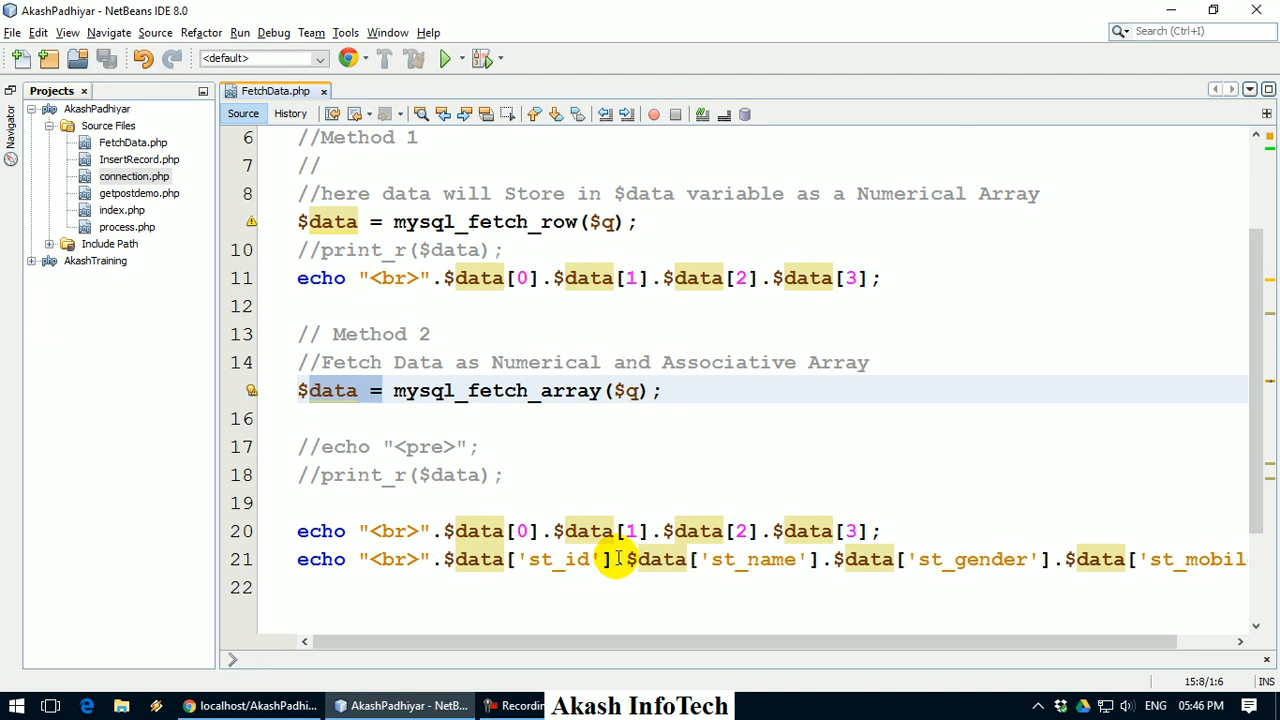 AkashPadhiyar - NetBeans IDE 8.0
File Edit View Navigate Source Refactor Run Debug Team Tools Window Help
Search (Ctrl+I)
<default>
Projects
FetchData.php
Navigator
AkashPadhiyar
Source Files
FetchData.php
InsertRecord.php
connection.php
getpostdemo.php
index.php
process.php
Include Path
AkashTraining
Source History
6 //Method 1
7 //
8 //here data will Store in $data variable as a Numerical Array
$data = mysql_fetch_row($q);
10 //print_r($data);
11 echo "<br>".$data[0].$data[1].$data[2].$data[3];
12
13 // Method 2
14 //Fetch Data as Numerical and Associative Array
$data = mysql_fetch_array($q);
16
17 //echo "<pre>";
18 //print_r($data);
19
20 echo "<br>".$data[0].$data[1].$data[2].$data[3];
21 echo "<br>".$data['st_id'].$data['st_name'].$data['st_gender'].$data['st_mobil
22
15:8/1:6 INS
localhost/AkashPadhi...
AkashPadhiyar - NetB...
Recordin
Akash InfoTech
ENG
05:46 PM